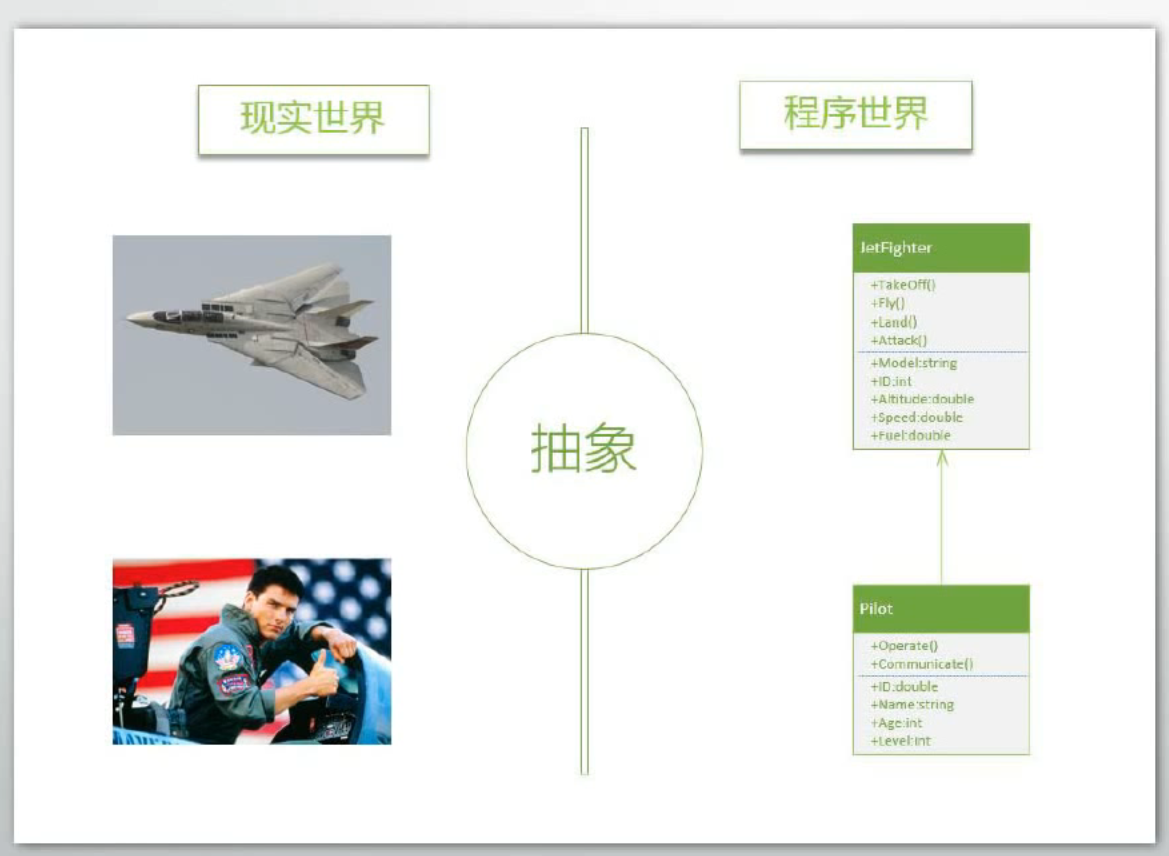 现实世界
程序世界
抽象
JetFighter
+TakeOff()
+Fly()
+Land()
+Attack()
+Model:string
+ID:int
+Altitude:double
+Speed:double
+Fuel:double
Pilot
+Operate()
+Communicate()
+ID:double
+Name:string
+Age:int
+Level:int